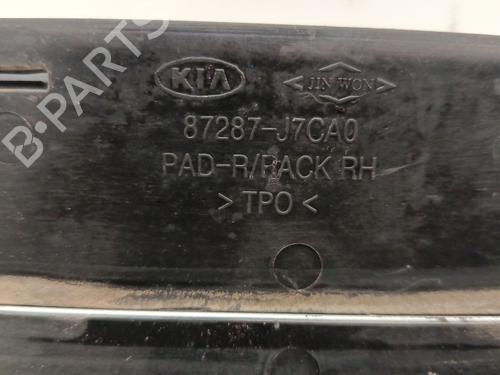 B-PARTS
KIA
JIN WON
87287-J7CA0
PAD-R/RACK RH
> TPO <